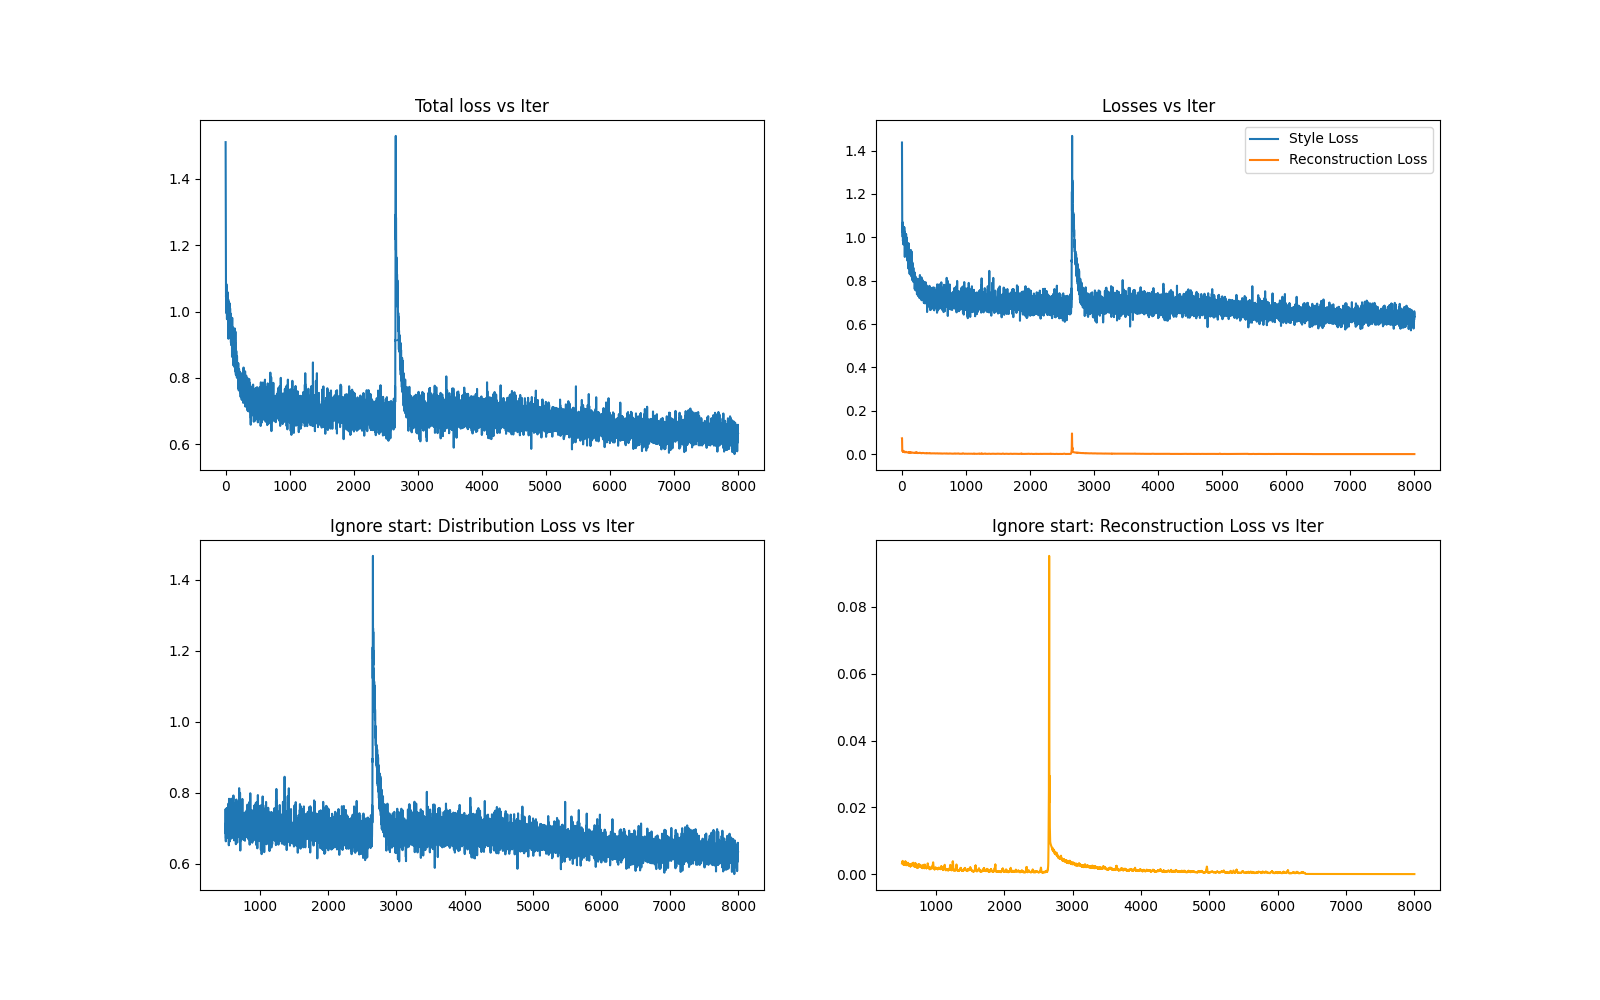 Total loss vs Iter
1.4
1.2
1.0
0.8
0.6
0 1000 2000 3000 4000 5000 6000 7000 8000
Losses vs Iter
Style Loss
Reconstruction Loss
1.4
1.2
1.0
0.8
0.6
0.4
0.2
0.0
0 1000 2000 3000 4000 5000 6000 7000 8000
Ignore start: Distribution Loss vs Iter
1.4
1.2
1.0
0.8
0.6
1000 2000 3000 4000 5000 6000 7000 8000
Ignore start: Reconstruction Loss vs Iter
0.08
0.06
0.04
0.02
0.00
1000 2000 3000 4000 5000 6000 7000 8000